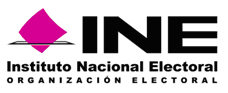 INE
Instituto Nacional Electoral
ORGANIZACIÓN ELECTORAL